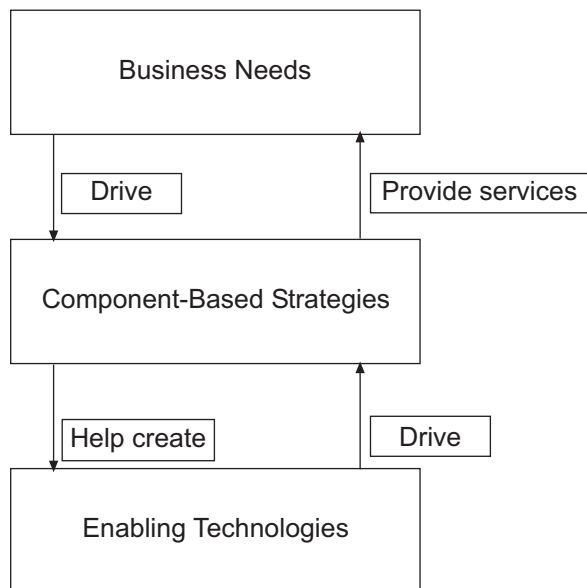 Business Needs
Drive
Provide services
Component-Based Strategies
Help create
Drive
Enabling Technologies